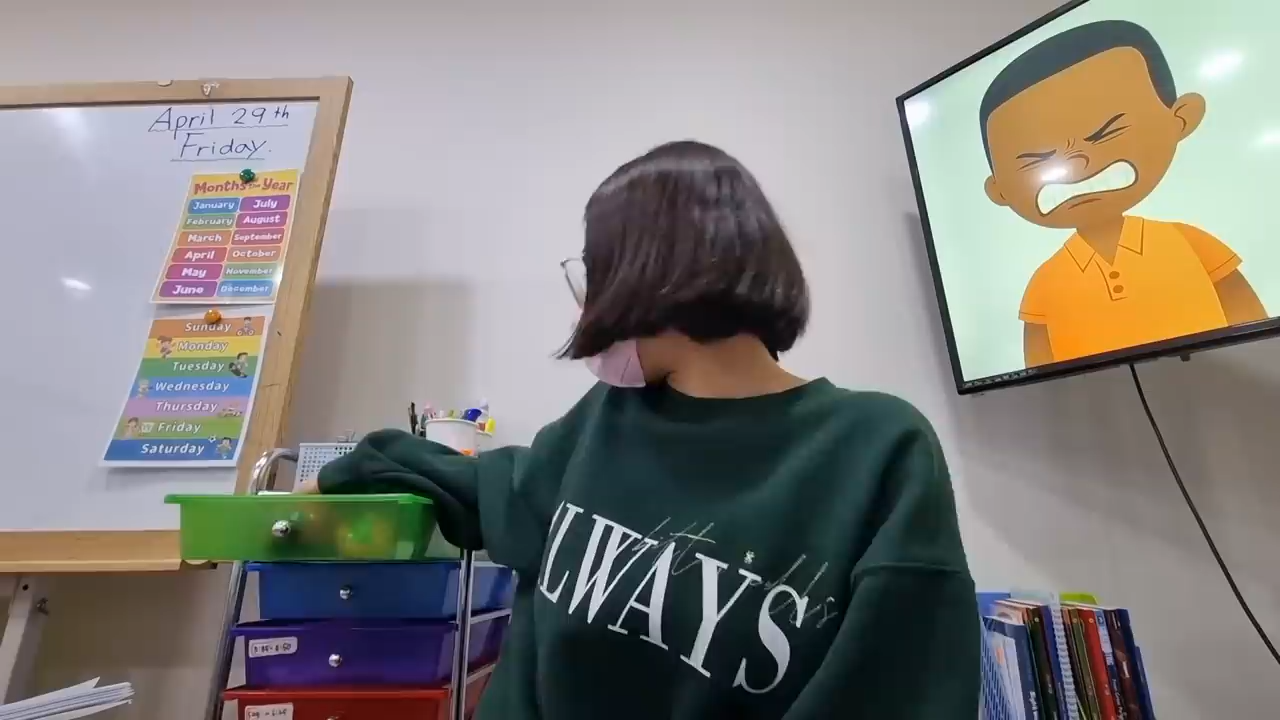 April 29th
Friday.
Months of the Year
January July
February August
March September
April October
May November
June December
Sunday
Monday
Tuesday
Wednesday
Thursday
Friday
Saturday
LWAYS